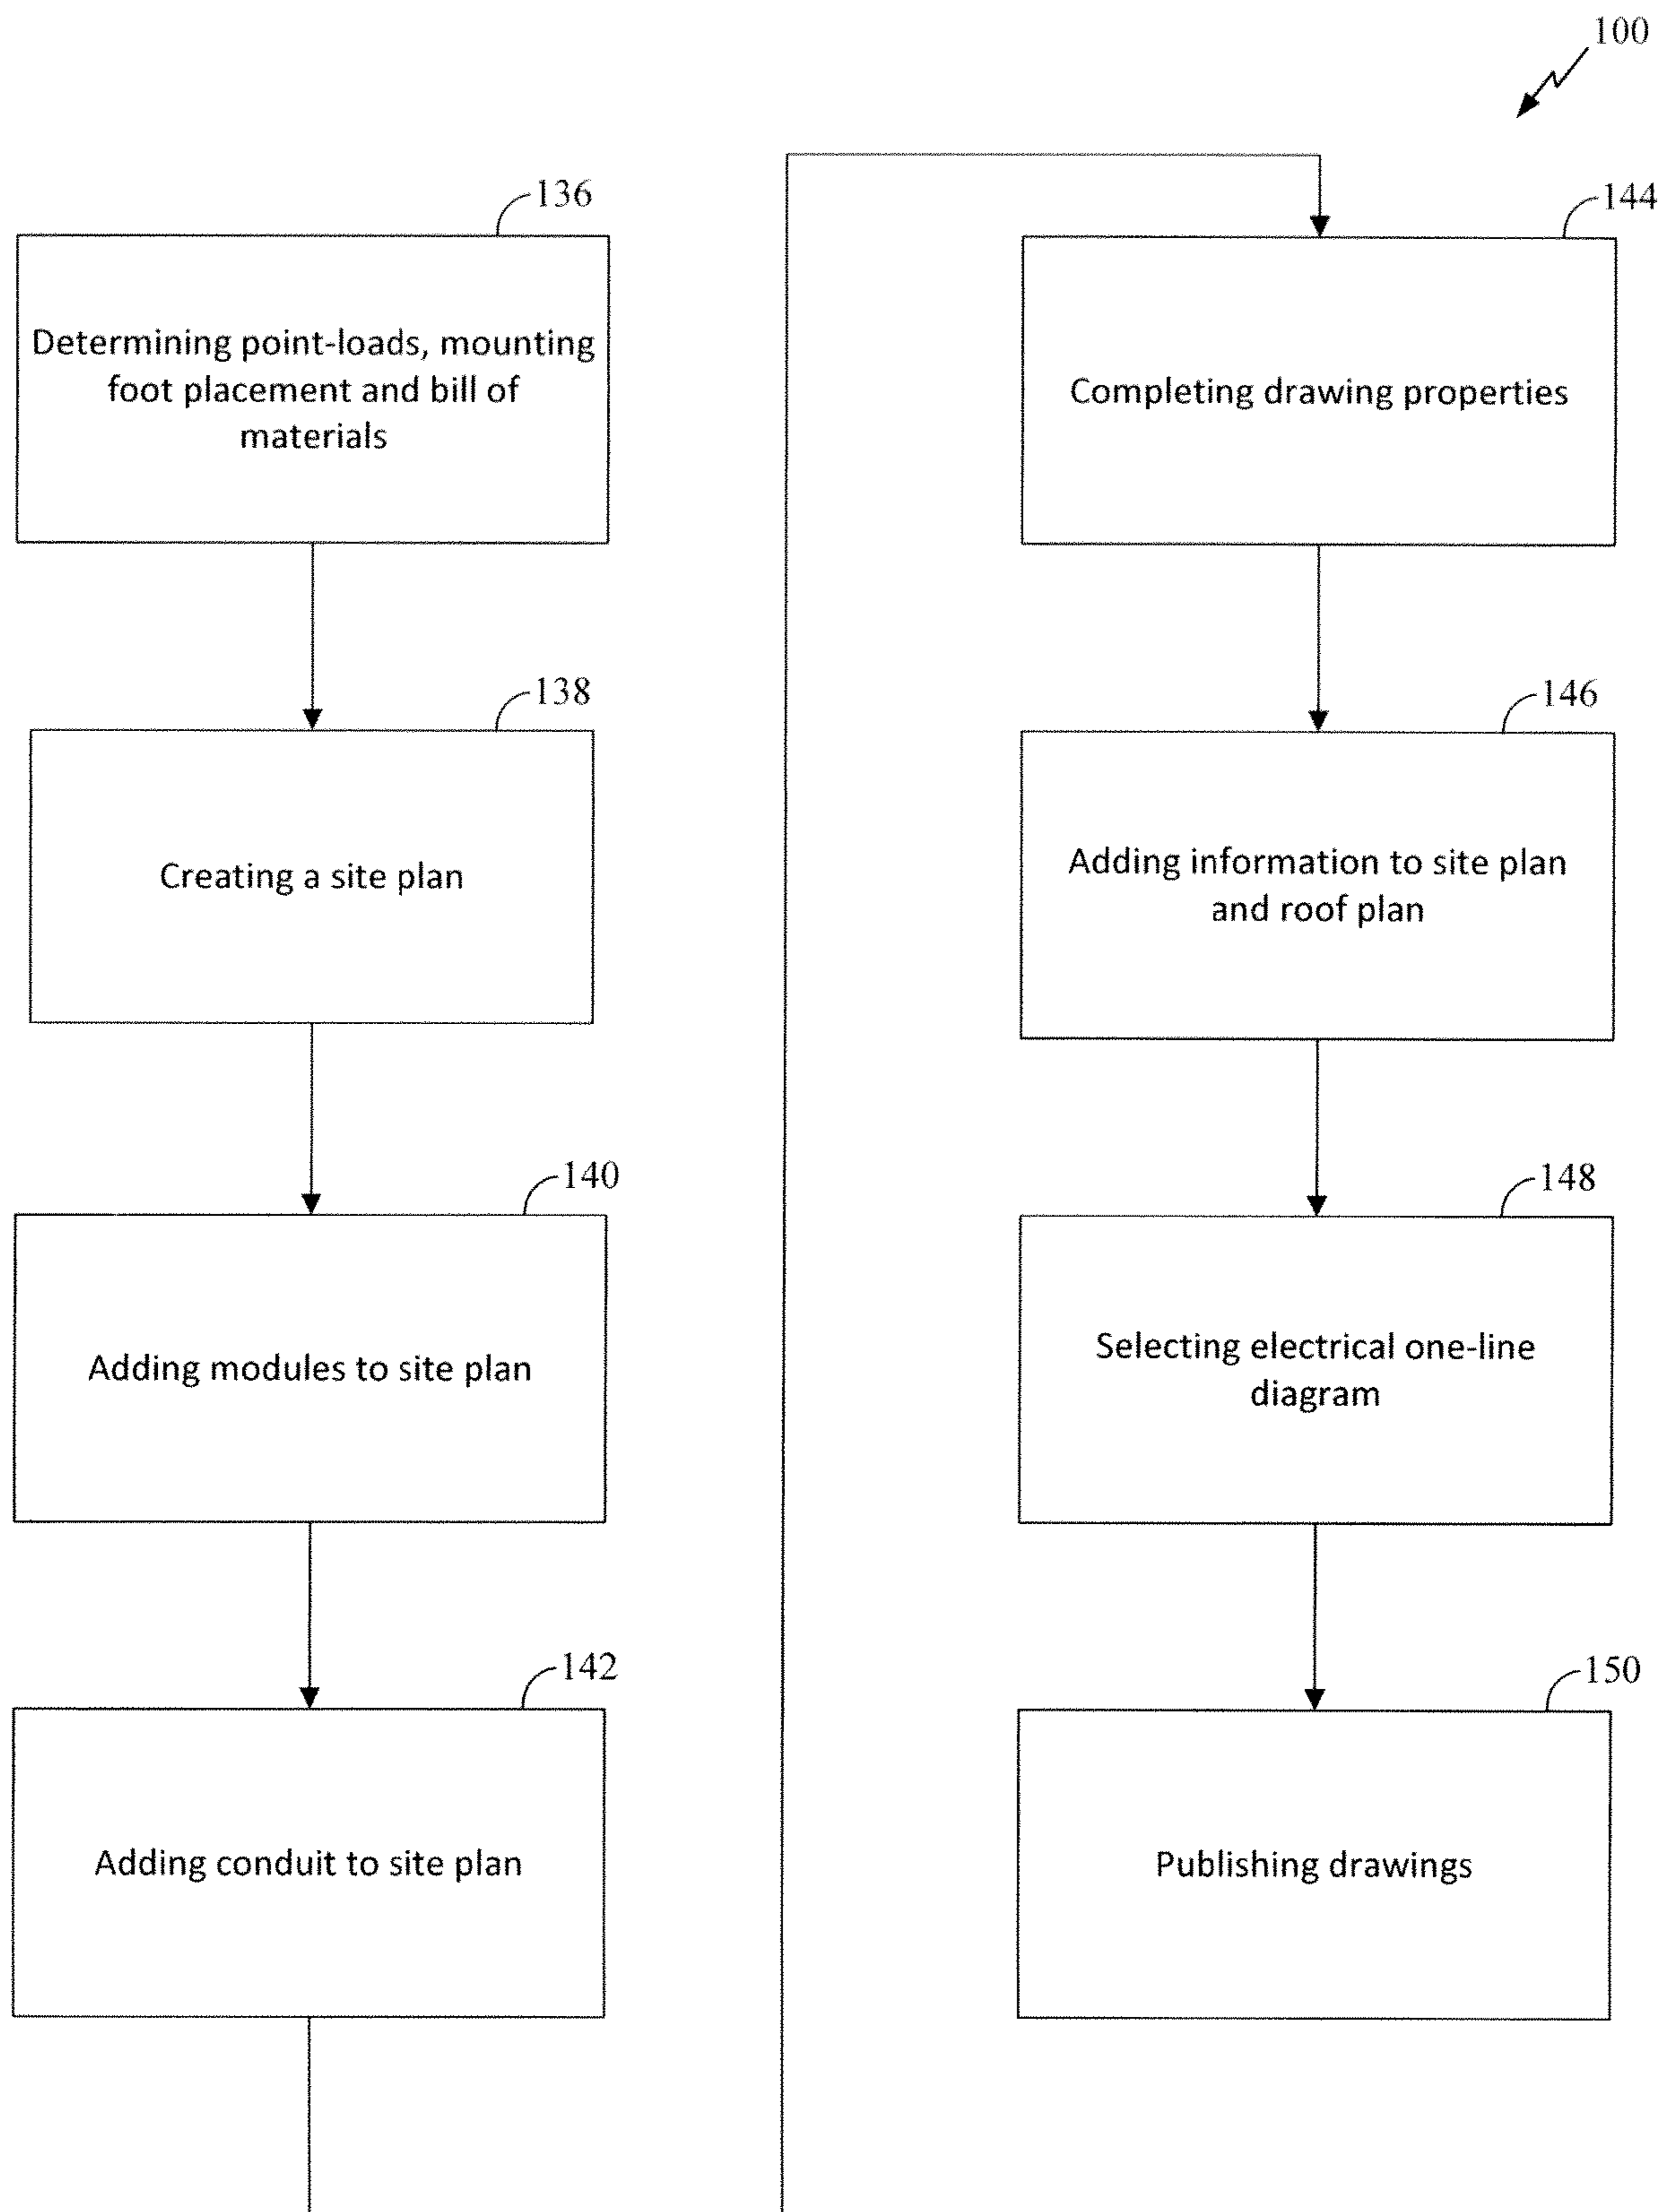 100
136
Determining point-loads, mounting
foot placement and bill of
materials
138
Creating a site plan
140
Adding modules to site plan
142
Adding conduit to site plan
144
Completing drawing properties
146
Adding information to site plan
and roof plan
148
Selecting electrical one-line
diagram
150
Publishing drawings